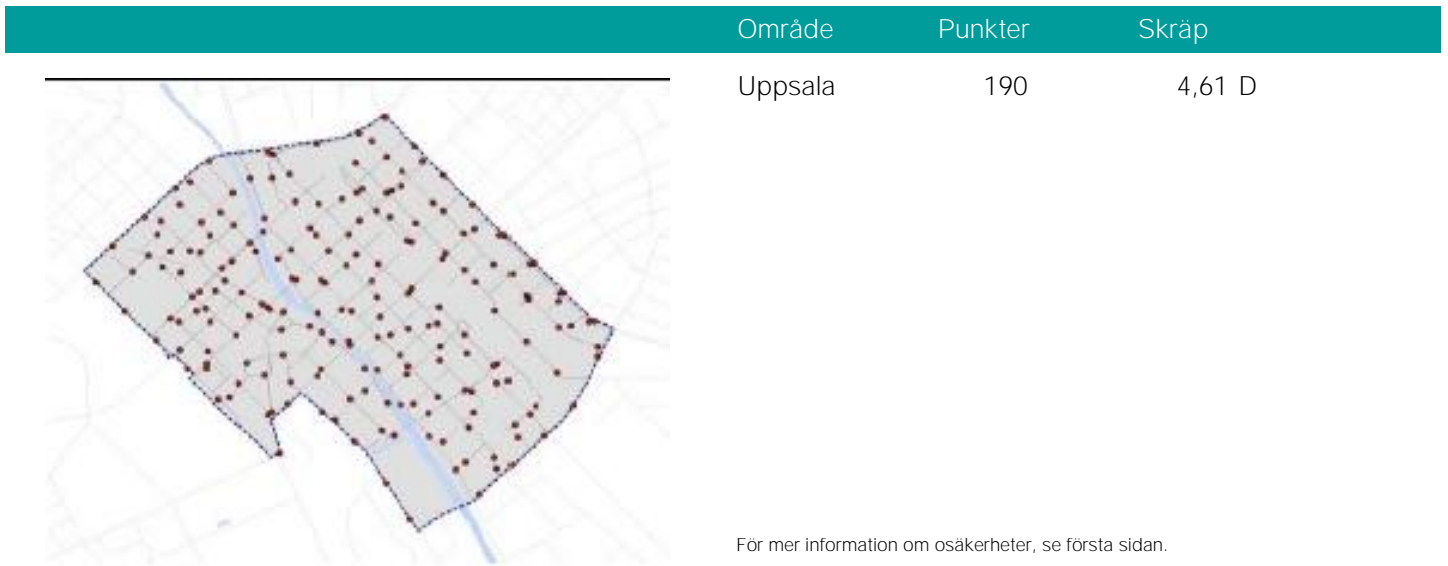 Område Punkter Skräp
Uppsala 190 4,61 D
För mer information om osäkerheter, se första sidan.